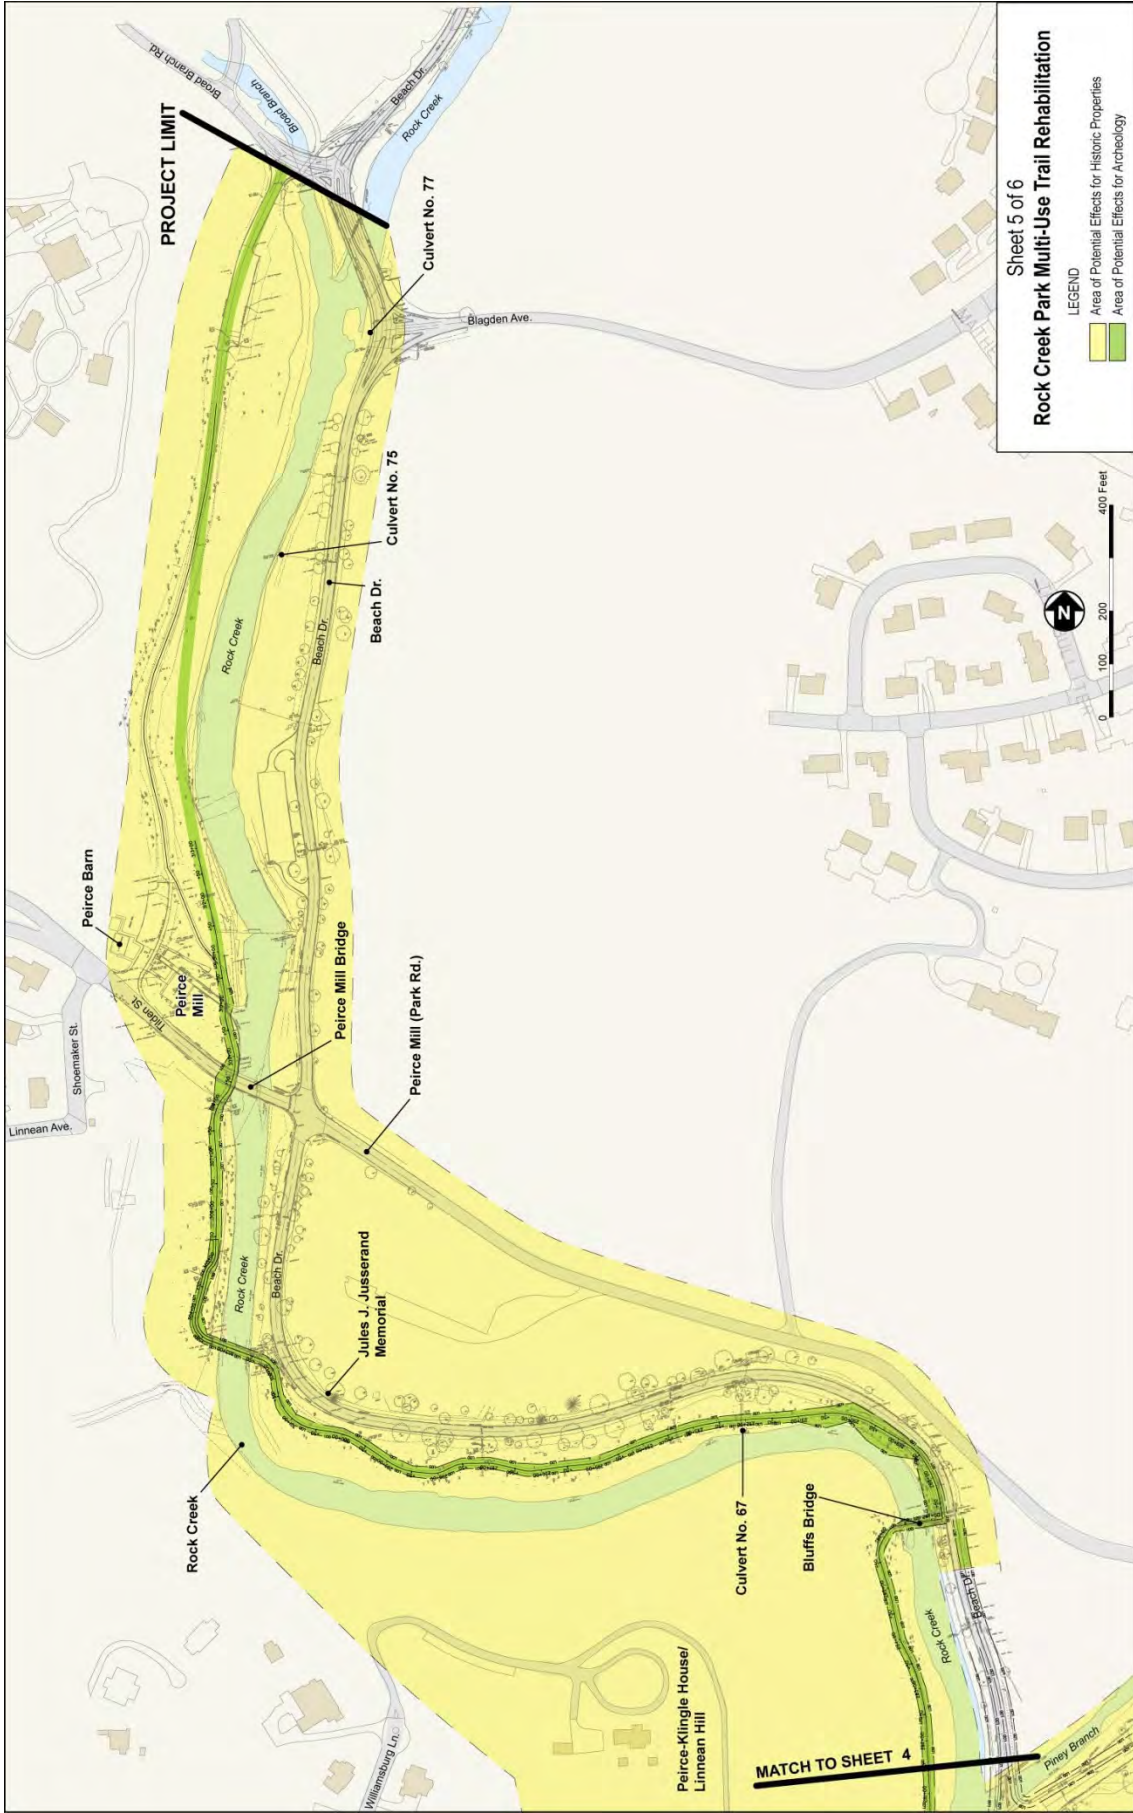 Broad Branch Rd.
Broad Branch
Beach Dr.
Rock Creek
PROJECT LIMIT
Culvert No. 77
Blagden Ave.
Culvert No. 75
Beach Dr.
Beach Dr.
Rock Creek
Peirce Barn
Tilden St.
Peirce
Mill
Shoemaker St.
Linnean Ave.
Peirce Mill Bridge
Peirce Mill (Park Rd.)
Rock Creek
Beach Dr.
Jules J. Jusserand
Memorial
Rock Creek
Culvert No. 67
Bluffs Bridge
Rock Creek
Beach Dr.
Williamsburg Ln.
Peirce-Klingle House/
Linnean Hill
MATCH TO SHEET 4
Piney Branch
N
0 100 200 400 Feet
Sheet 5 of 6
Rock Creek Park Multi-Use Trail Rehabilitation
LEGEND
Area of Potential Effects for Historic Properties
Area of Potential Effects for Archeology